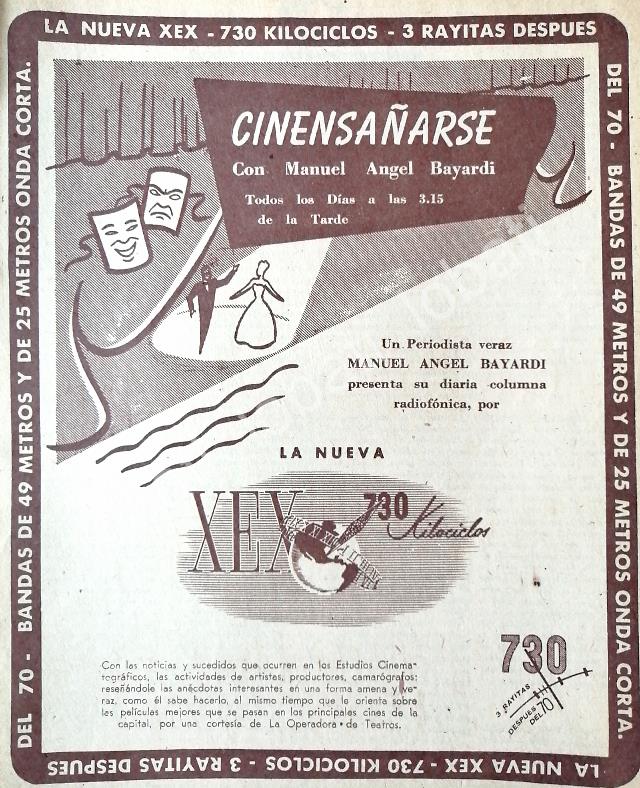 LA NUEVA XEX - 730 KILOCICLOS - 3 RAYITAS DESPUES
DEL 70 - BANDAS DE 49 METROS Y DE 25 METROS ONDA CORTA.
CINENSAÑARSE
Con Manuel Angel Bayardi
Todos los Días a las 3.15
de la Tarde
Un Periodista veraz
MANUEL ANGEL BAYARDI
presenta su diaria columna
radiofónica, por
LA NUEVA
XEX 730 Kilociclos
Con las noticias y sucedidos que ocurren en los Estudios Cinema-
tográficos, las actividades de artistas, productores, camarógrafos:
reseñándole las anécdotas interesantes en una forma amena y ve-
raz, como él sabe hacerlo, al mismo tiempo que le orienta sobre
las películas mejores que se pasan en los principales cines de la
capital, por una cortesía de La Operadora de Teatros.
730
3 RAYITAS
DESPUES
DEL 70
DEL 70 - BANDAS DE 49 METROS Y DE 25 METROS ONDA CORTA.
LA NUEVA XEX - 730 KILOCICLOS - 3 RAYITAS DESPUES